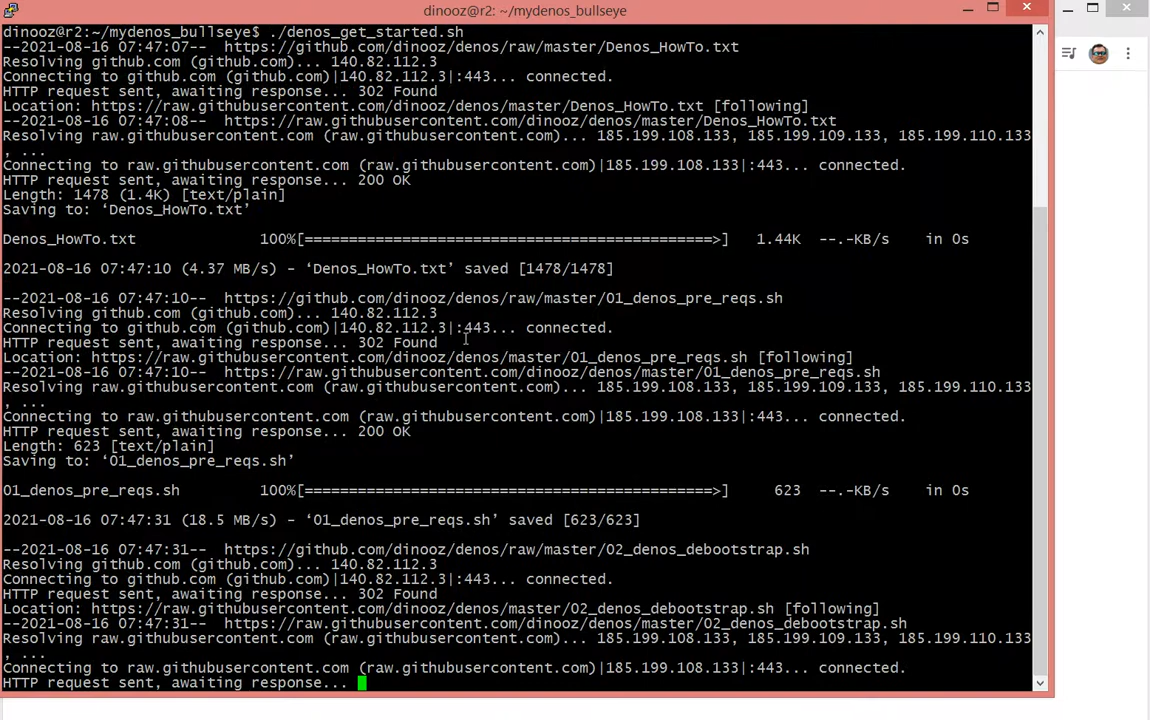 dinooz@r2: ~/mydenos_bullseye
dinooz@r2:~/mydenos_bullseye$ ./denos_get_started.sh
--2021-08-16 07:47:07--  https://github.com/dinooz/denos/raw/master/Denos_HowTo.txt
Resolving github.com (github.com)... 140.82.112.3
Connecting to github.com (github.com)|140.82.112.3|:443... connected.
HTTP request sent, awaiting response... 302 Found
Location: https://raw.githubusercontent.com/dinooz/denos/master/Denos_HowTo.txt [following]
--2021-08-16 07:47:08--  https://raw.githubusercontent.com/dinooz/denos/master/Denos_HowTo.txt
Resolving raw.githubusercontent.com (raw.githubusercontent.com)... 185.199.108.133, 185.199.109.133, 185.199.110.133
, ...
Connecting to raw.githubusercontent.com (raw.githubusercontent.com)|185.199.108.133|:443... connected.
HTTP request sent, awaiting response... 200 OK
Length: 1478 (1.4K) [text/plain]
Saving to: ‘Denos_HowTo.txt’
Denos_HowTo.txt 100%[===============================================>] 1.44K --.-KB/s in 0s
2021-08-16 07:47:10 (4.37 MB/s) - ‘Denos_HowTo.txt’ saved [1478/1478]
--2021-08-16 07:47:10--  https://github.com/dinooz/denos/raw/master/01_denos_pre_reqs.sh
Resolving github.com (github.com)... 140.82.112.3
Connecting to github.com (github.com)|140.82.112.3|:443... connected.
HTTP request sent, awaiting response... 302 Found
Location: https://raw.githubusercontent.com/dinooz/denos/master/01_denos_pre_reqs.sh [following]
--2021-08-16 07:47:10--  https://raw.githubusercontent.com/dinooz/denos/master/01_denos_pre_reqs.sh
Resolving raw.githubusercontent.com (raw.githubusercontent.com)... 185.199.108.133, 185.199.109.133, 185.199.110.133
, ...
Connecting to raw.githubusercontent.com (raw.githubusercontent.com)|185.199.108.133|:443... connected.
HTTP request sent, awaiting response... 200 OK
Length: 623 [text/plain]
Saving to: ‘01_denos_pre_reqs.sh’
01_denos_pre_reqs.sh 100%[===============================================>] 623 --.-KB/s in 0s
2021-08-16 07:47:31 (18.5 MB/s) - ‘01_denos_pre_reqs.sh’ saved [623/623]
--2021-08-16 07:47:31--  https://github.com/dinooz/denos/raw/master/02_denos_debootstrap.sh
Resolving github.com (github.com)... 140.82.112.3
Connecting to github.com (github.com)|140.82.112.3|:443... connected.
HTTP request sent, awaiting response... 302 Found
Location: https://raw.githubusercontent.com/dinooz/denos/master/02_denos_debootstrap.sh [following]
--2021-08-16 07:47:31--  https://raw.githubusercontent.com/dinooz/denos/master/02_denos_debootstrap.sh
Resolving raw.githubusercontent.com (raw.githubusercontent.com)... 185.199.108.133, 185.199.109.133, 185.199.110.133
, ...
Connecting to raw.githubusercontent.com (raw.githubusercontent.com)|185.199.108.133|:443... connected.
HTTP request sent, awaiting response...